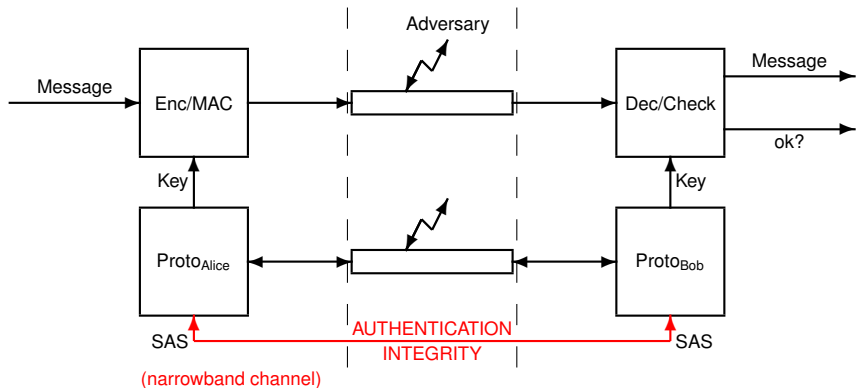 Adversary
Message
Enc/MAC
Dec/Check
Message
ok?
Key
Key
ProtoAlice
ProtoBob
SAS
AUTHENTICATION
INTEGRITY
SAS
(narrowband channel)